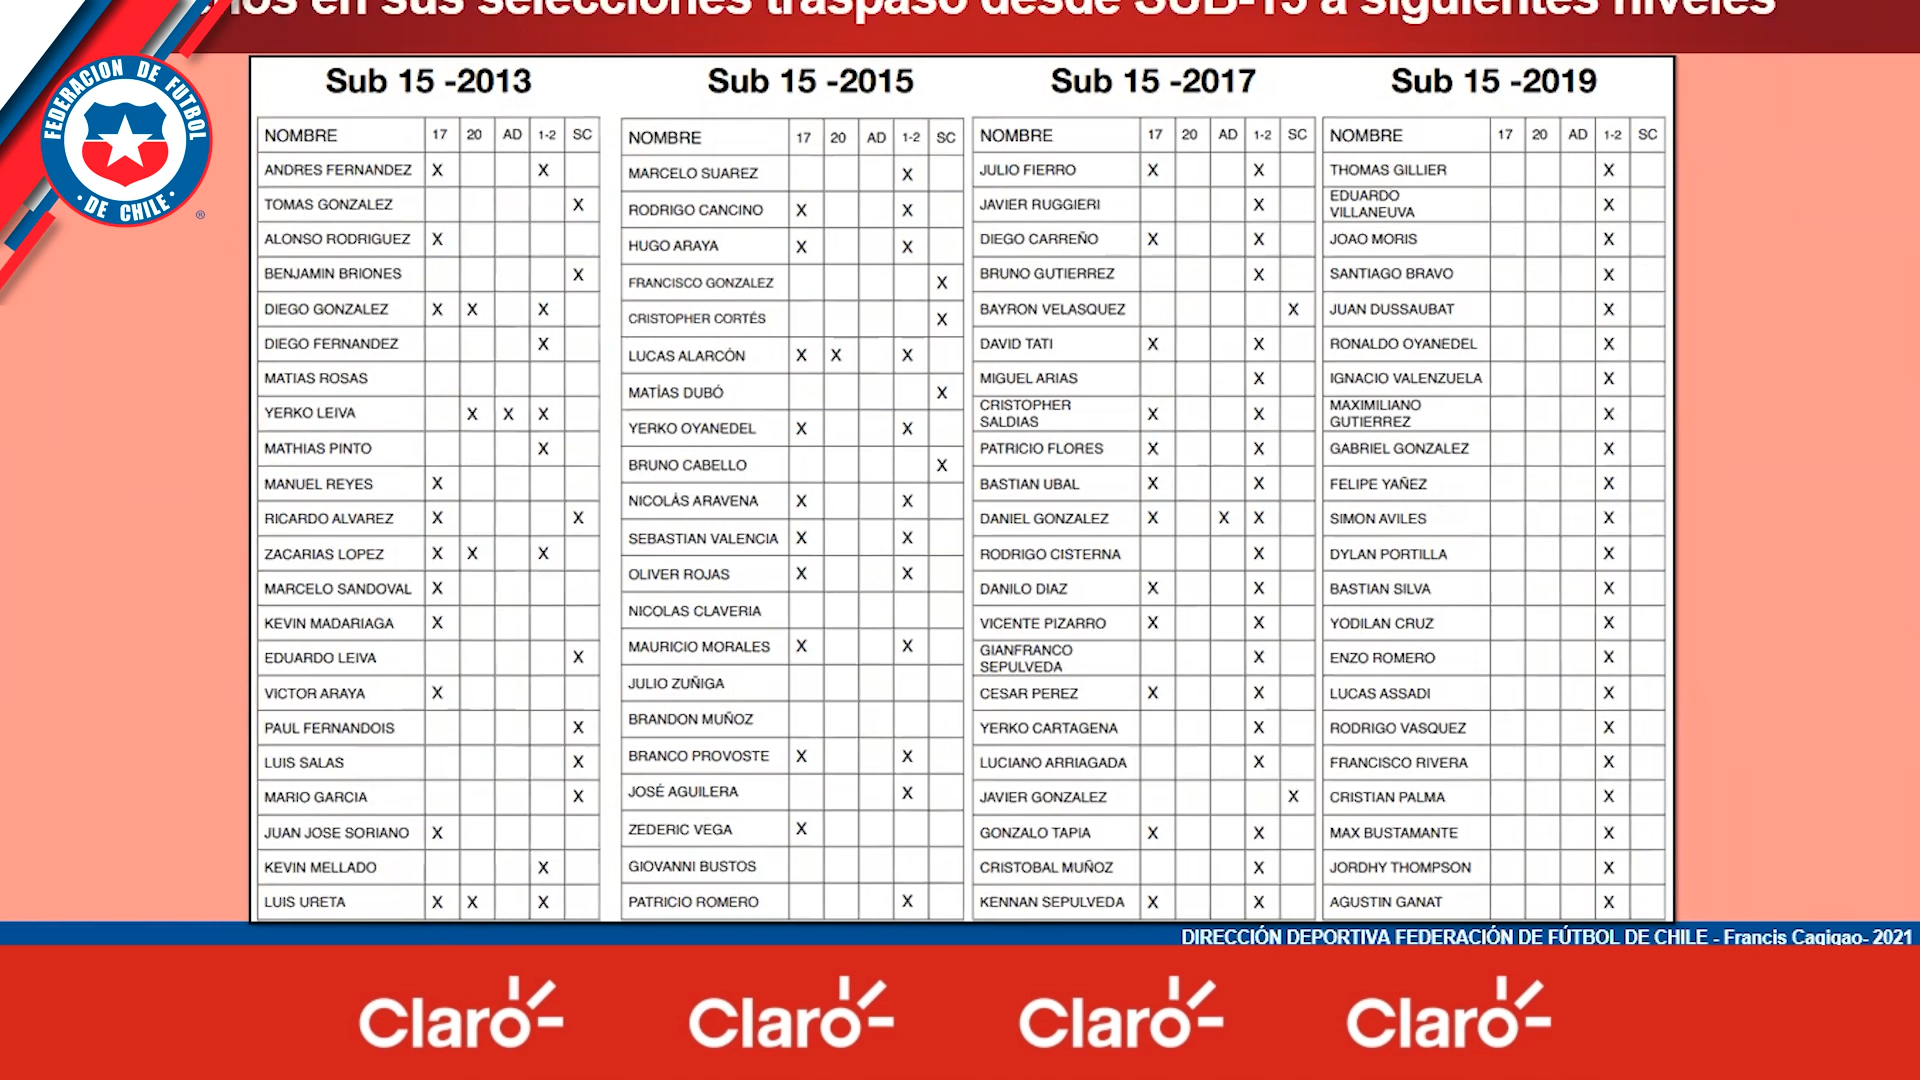 en sus selecciones traspaso desde SUB-15 a siguientes niveles
FEDERACION DE FUTBOL
· DE CHILE ·
®
Sub 15 -2013
NOMBRE 17 20 AD 1-2 SC
ANDRES FERNANDEZ X X
TOMAS GONZALEZ X
ALONSO RODRIGUEZ X
BENJAMIN BRIONES X
DIEGO GONZALEZ X X X
DIEGO FERNANDEZ X
MATIAS ROSAS
YERKO LEIVA X X X
MATHIAS PINTO X
MANUEL REYES X
RICARDO ALVAREZ X X
ZACARIAS LOPEZ X X X
MARCELO SANDOVAL X
KEVIN MADARIAGA X
EDUARDO LEIVA X
VICTOR ARAYA X
PAUL FERNANDOIS X
LUIS SALAS X
MARIO GARCIA X
JUAN JOSE SORIANO X
KEVIN MELLADO X
LUIS URETA X X X
Sub 15 -2015
NOMBRE 17 20 AD 1-2 SC
MARCELO SUAREZ X
RODRIGO CANCINO X X
HUGO ARAYA X X
FRANCISCO GONZALEZ X
CRISTOPHER CORTÉS X
LUCAS ALARCÓN X X X
MATÍAS DUBÓ X
YERKO OYANEDEL X X
BRUNO CABELLO X
NICOLÁS ARAVENA X X
SEBASTIAN VALENCIA X X
OLIVER ROJAS X X
NICOLAS CLAVERIA
MAURICIO MORALES X X
JULIO ZUÑIGA
BRANDON MUÑOZ
BRANCO PROVOSTE X X
JOSÉ AGUILERA X
ZEDERIC VEGA X
GIOVANNI BUSTOS
PATRICIO ROMERO X
Sub 15 -2017
NOMBRE 17 20 AD 1-2 SC
JULIO FIERRO X X
JAVIER RUGGIERI X
DIEGO CARREÑO X X
BRUNO GUTIERREZ X
BAYRON VELASQUEZ X
DAVID TATI X X
MIGUEL ARIAS X
CRISTOPHER
SALDIAS X X
PATRICIO FLORES X X
BASTIAN UBAL X X
DANIEL GONZALEZ X X X
RODRIGO CISTERNA X
DANILO DIAZ X X
VICENTE PIZARRO X X
GIANFRANCO
SEPULVEDA X
CESAR PEREZ X X
YERKO CARTAGENA X
LUCIANO ARRIAGADA X
JAVIER GONZALEZ X
GONZALO TAPIA X X
CRISTOBAL MUÑOZ X
KENNAN SEPULVEDA X X
Sub 15 -2019
NOMBRE 17 20 AD 1-2 SC
THOMAS GILLIER X
EDUARDO
VILLANEUVA X
JOAO MORIS X
SANTIAGO BRAVO X
JUAN DUSSAUBAT X
RONALDO OYANEDEL X
IGNACIO VALENZUELA X
MAXIMILIANO
GUTIERREZ X
GABRIEL GONZALEZ X
FELIPE YAÑEZ X
SIMON AVILES X
DYLAN PORTILLA X
BASTIAN SILVA X
YODILAN CRUZ X
ENZO ROMERO X
LUCAS ASSADI X
RODRIGO VASQUEZ X
FRANCISCO RIVERA X
CRISTIAN PALMA X
MAX BUSTAMANTE X
JORDHY THOMPSON X
AGUSTIN GANAT X
DIRECCIÓN DEPORTIVA FEDERACIÓN DE FÚTBOL DE CHILE - Francis Cagigao- 2021
Claro Claro Claro Claro